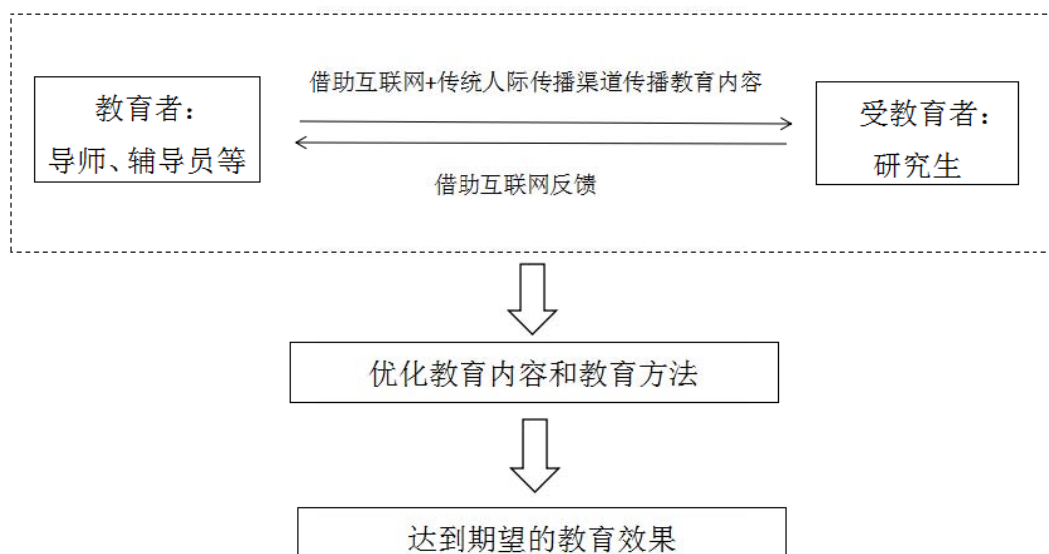 借助互联网+传统人际传播渠道传播教育内容
教育者：
导师、辅导员等
受教育者：
研究生
借助互联网反馈
优化教育内容和教育方法
达到期望的教育效果